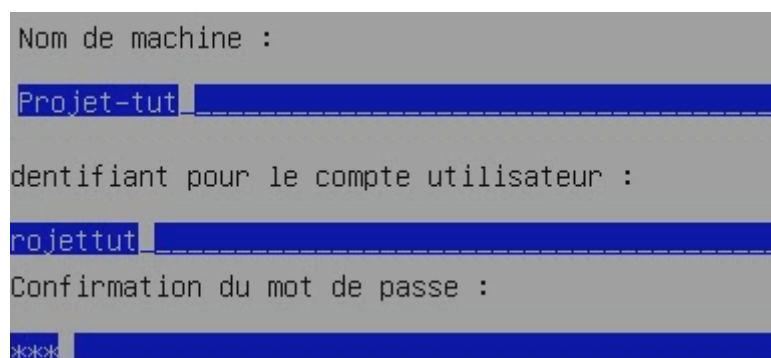 Nom de machine :
Projet-tut
dentifiant pour le compte utilisateur :
rojettut
Confirmation du mot de passe :
***